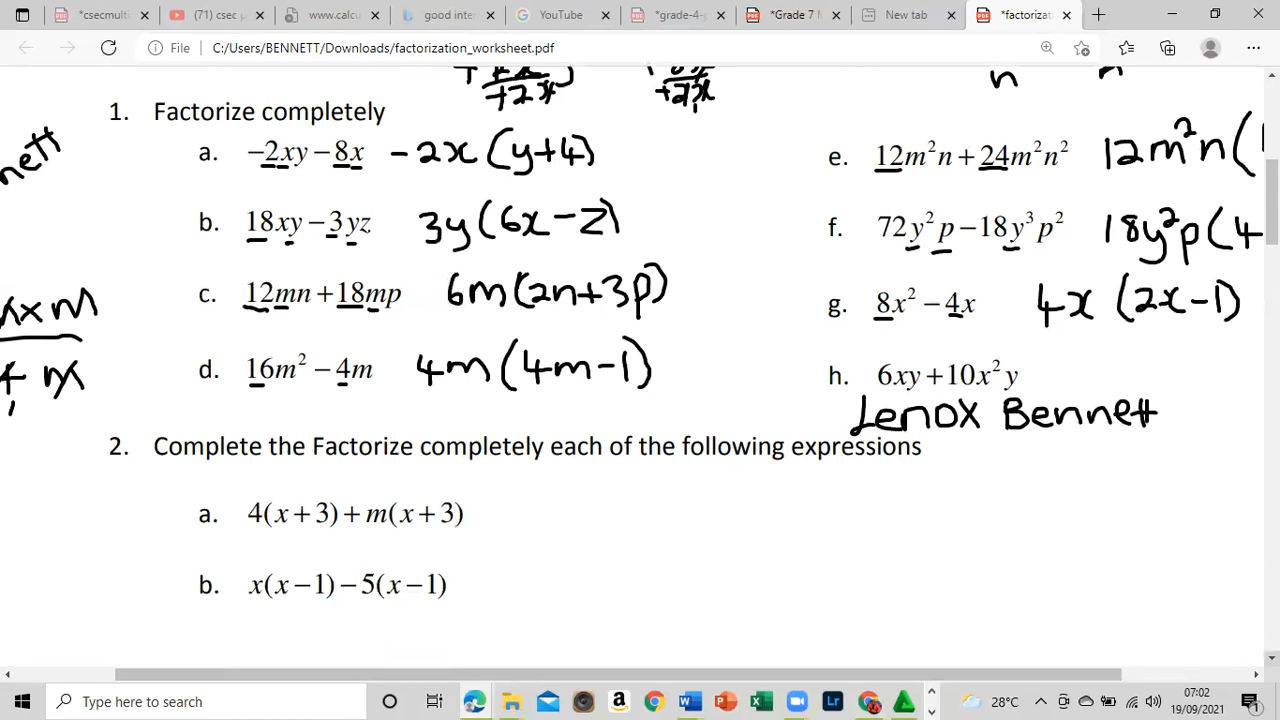 *csecmulti
(71) csec
www.calcu
good inte
YouTube
*grade-4-p
*Grade 7 M
New tab
*factorizat
File C:/Users/BENNETT/Downloads/factorization_worksheet.pdf
1. Factorize completely
a. −2xy − 8x −2x (y+4)
b. 18xy − 3yz 3y(6x−z)
c. 12mn + 18mp 6m(2n+3p)
d. 16m² − 4m 4m(4m−1)
e. 12m²n + 24m²n² 12m²n(
f. 72y²p − 18y³p² 18y²p(4−
g. 8x² − 4x 4x (2x−1)
h. 6xy + 10x²y
Lenox Bennett
2. Complete the Factorize completely each of the following expressions
a. 4(x+3) + m(x+3)
b. x(x−1) − 5(x−1)
Type here to search
28°C
07:02
19/09/2021